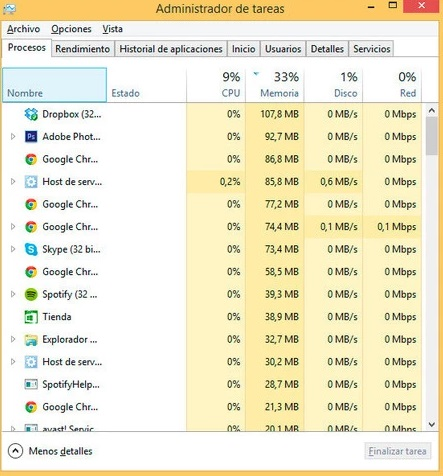 Administrador de tareas
Archivo Opciones Vista
Procesos Rendimiento Historial de aplicaciones Inicio Usuarios Detalles Servicios
9% 33% 1% 0%
Nombre Estado CPU Memoria Disco Red
Dropbox (32... 0% 107,8 MB 0 MB/s 0 Mbps
Adobe Phot... 0% 92,7 MB 0 MB/s 0 Mbps
Google Chr... 0% 86,8 MB 0 MB/s 0 Mbps
Host de serv... 0,2% 85,8 MB 0,6 MB/s 0 Mbps
Google Chr... 0% 77,2 MB 0 MB/s 0 Mbps
Google Chr... 0% 74,4 MB 0,1 MB/s 0,1 Mbps
Skype (32 bi... 0% 73,4 MB 0 MB/s 0 Mbps
Google Chr... 0% 58,5 MB 0 MB/s 0 Mbps
Spotify (32 ... 0% 39,3 MB 0 MB/s 0 Mbps
Tienda 0% 38,9 MB 0 MB/s 0 Mbps
Explorador ... 0% 32,7 MB 0 MB/s 0 Mbps
Host de serv... 0% 30,2 MB 0 MB/s 0 Mbps
SpotifyHelp... 0% 28,7 MB 0 MB/s 0 Mbps
Google Chr... 0% 21,3 MB 0 MB/s 0 Mbps
avast! Servic... 0% 20,1 MB 0 MB/s 0 Mbps
Menos detalles Finalizar tarea